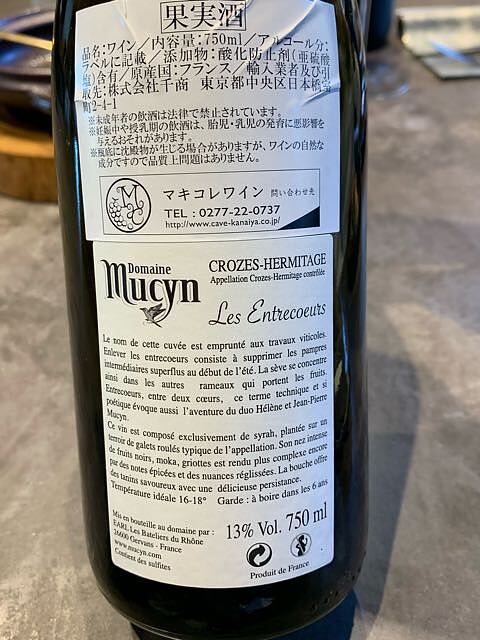 果実酒
品名:ワイン／内容量:750ml／アルコール分:
ラベルに記載／添加物:酸化防止剤(亜硫酸
塩)含有／原産国:フランス／輸入業者及び引
取先:株式会社千商 東京都中央区日本橋
町2-4-1
※未成年者の飲酒は法律で禁止されています。
※妊娠中や授乳期の飲酒は、胎児・乳児の発育に悪影響を
与えるおそれがあります。
※瓶底に沈殿物が生じる場合がありますが、ワインの自然な
成分ですので品質上問題はありません。
マキコレワイン 問い合わせ先
TEL : 0277-22-0737
http://www.cave-kanaiya.co.jp/
Domaine
Mucyn
CROZES-HERMITAGE
Appellation Crozes-Hermitage contrôlée
Les Entrecoeurs
Le nom de cette cuvée est emprunté aux travaux viticoles.
Enlever les entrecoeurs consiste à supprimer les pampres
intermédiaires superflus au début de l'été. La sève se concentre
ainsi dans les autres rameaux qui portent les fruits.
Entrecoeurs, entre deux cœurs, ce terme technique et si
poétique évoque aussi l'aventure du duo Hélène et Jean-Pierre
Mucyn.
Ce vin est composé exclusivement de syrah, plantée sur un
terroir de galets roulés typique de l'appellation. Son nez intense
de fruits noirs, moka, griottes est rendu plus complexe encore
par des notes épicées et des nuances réglissées. La bouche offre
des tanins savoureux avec une délicieuse persistance.
Température idéale 16-18° Garde : à boire dans les 6 ans
Mis en bouteille au domaine par :
EARL Les Bateliers du Rhône
26600 Gervans - France
www.mucyn.com
Contient des sulfites
13% Vol. 750 ml
Produit de France